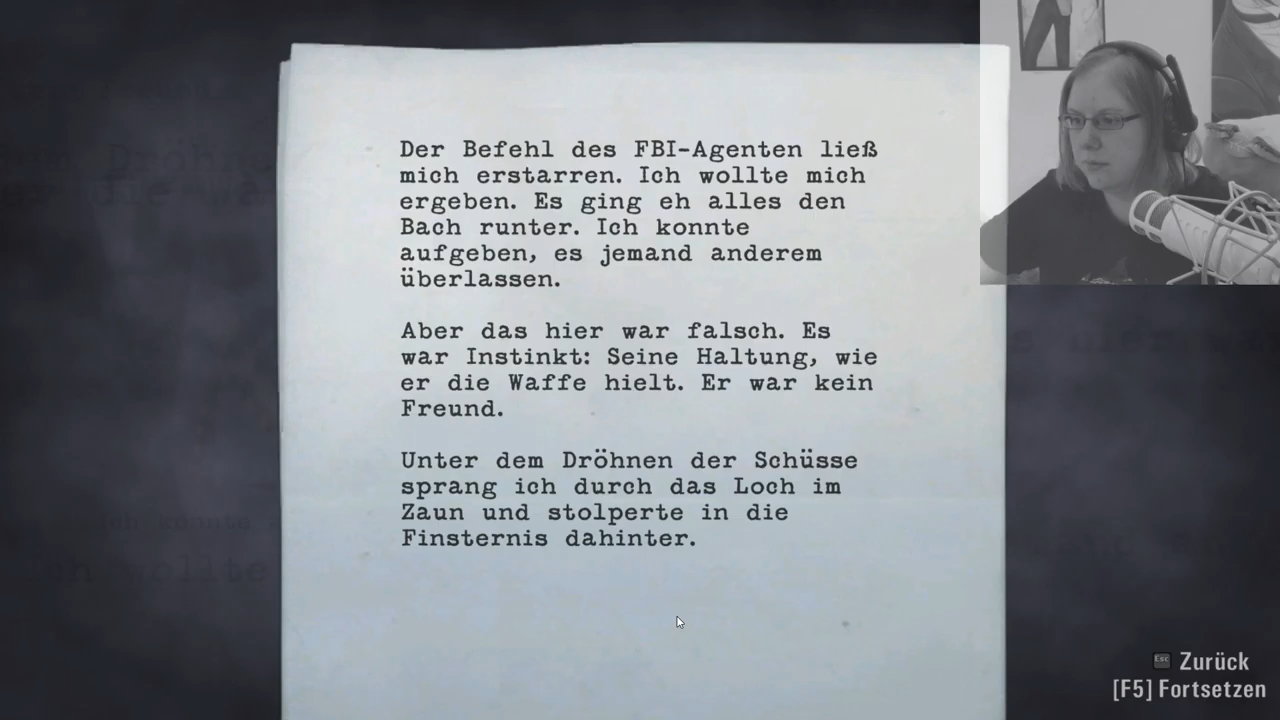 Der Befehl des FBI-Agenten ließ
mich erstarren. Ich wollte mich
ergeben. Es ging eh alles den
Bach runter. Ich konnte
aufgeben, es jemand anderem
überlassen.
Aber das hier war falsch. Es
war Instinkt: Seine Haltung, wie
er die Waffe hielt. Er war kein
Freund.
Unter dem Dröhnen der Schüsse
sprang ich durch das Loch im
Zaun und stolperte in die
Finsternis dahinter.
Esc Zurück
[F5] Fortsetzen